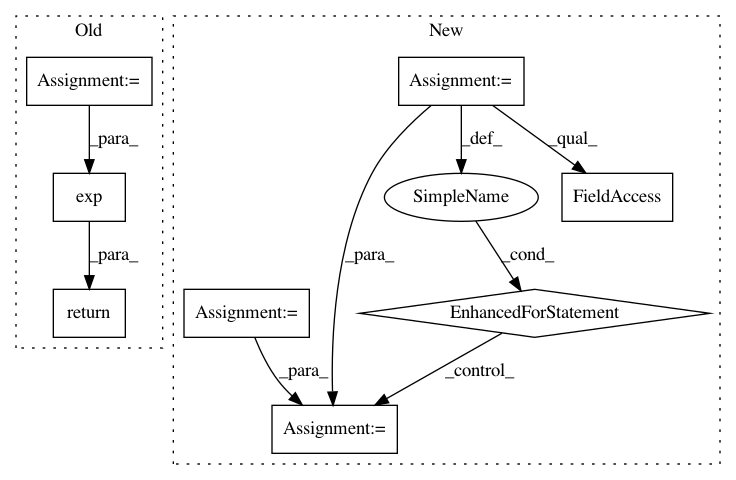 Old
New
Assignment:=
Assignment:=
_para_
_def_
_qual_
exp
SimpleName
FieldAccess
_para_
_para_
_cond_
return
Assignment:=
EnhancedForStatement
_para_
_control_
Assignment:=